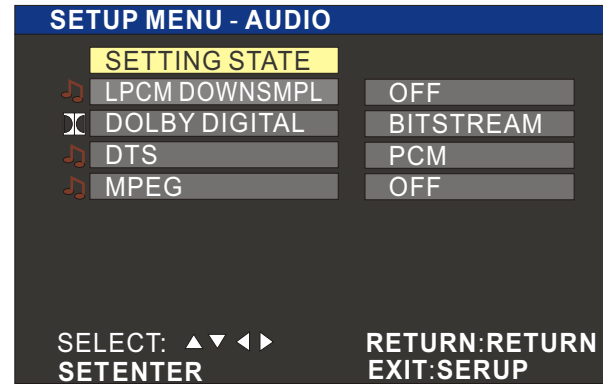 SETUP MENU - AUDIO
SETTING STATE
LPCM DOWNSMPL OFF
DOLBY DIGITAL BITSTREAM
DTS PCM
MPEG OFF
SELECT: ▲▼◀▶ RETURN:RETURN
SETENTER EXIT:SERUP